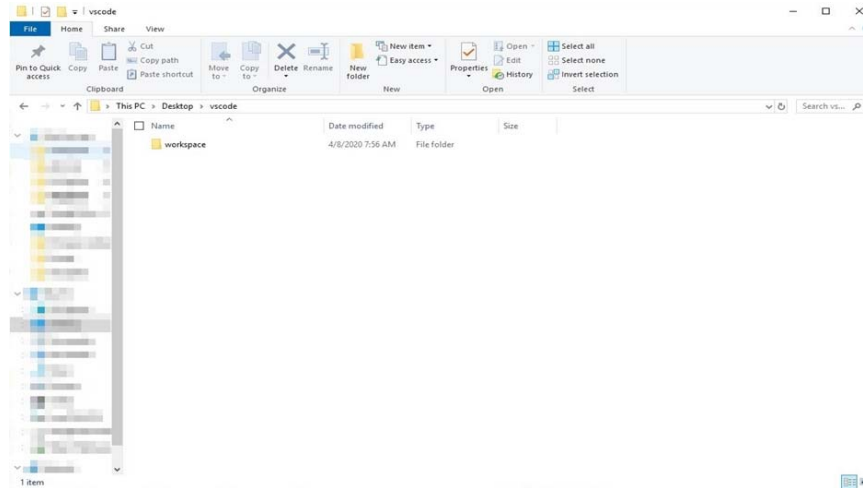 vscode
File Home Share View
Pin to Quick access
Copy
Paste
Cut
Copy path
Paste shortcut
Clipboard
Move to
Copy to
Delete
Rename
Organize
New folder
New item
Easy access
New
Properties
Open
Edit
History
Open
Select all
Select none
Invert selection
Select
This PC > Desktop > vscode
Search vs...
Name Date modified Type Size
workspace 4/8/2020 7:56 AM File folder
1 item